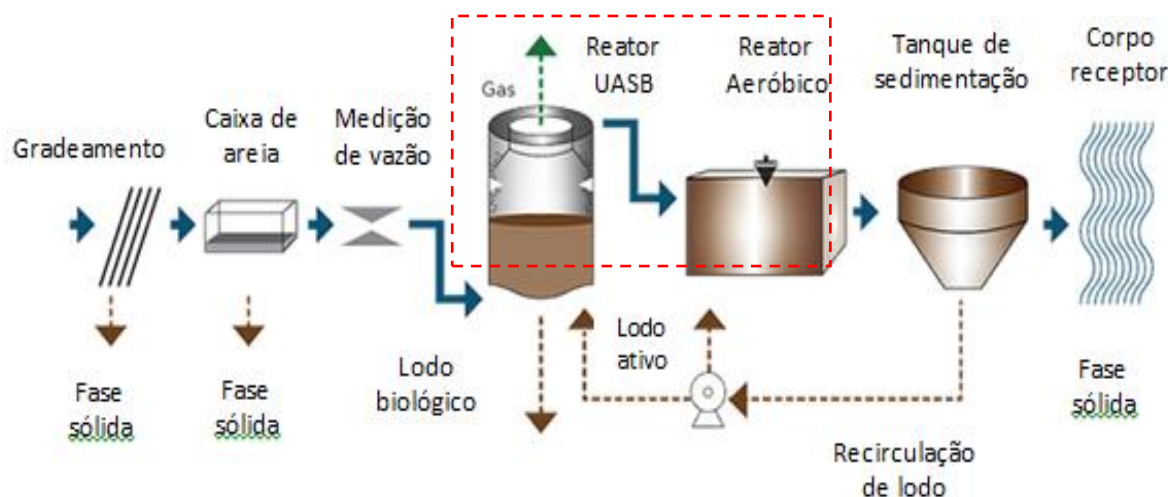 Gradeamento
Caixa de
areia
Medição
de vazão
Gas
Reator
UASB
Reator
Aeróbico
Tanque de
sedimentação
Corpo
receptor
Fase
sólida
Fase
sólida
Lodo
biológico
Lodo
ativo
Recirculação
de lodo
Fase
sólida